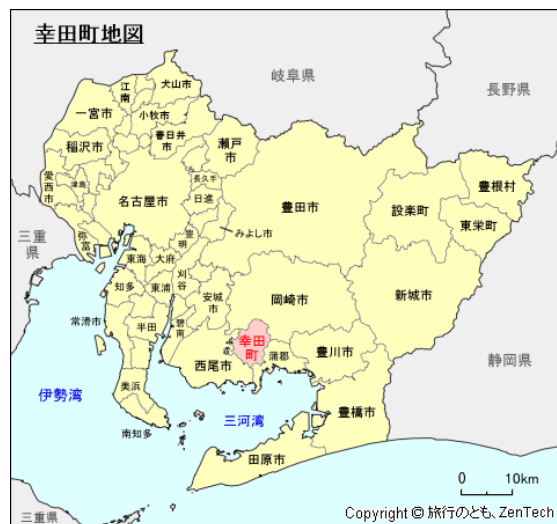 幸田町地図
岐阜県
長野県
犬山市
江南
一宮市
小牧市
春日井市
瀬戸市
稲沢市
愛西市
津島
長久手
名古屋市
日進
豊田市
設楽町
豊根村
東栄町
弥富
豊明
みよし市
三重県
東海
大府
刈谷
知多
東浦
安城市
岡崎市
新城市
常滑市
半田
碧南
幸田町
蒲郡
豊川市
西尾市
静岡県
美浜
伊勢湾
三河湾
豊橋市
南知多
田原市
0 10km
三重県
Copyright © 旅行のとも、ZenTech